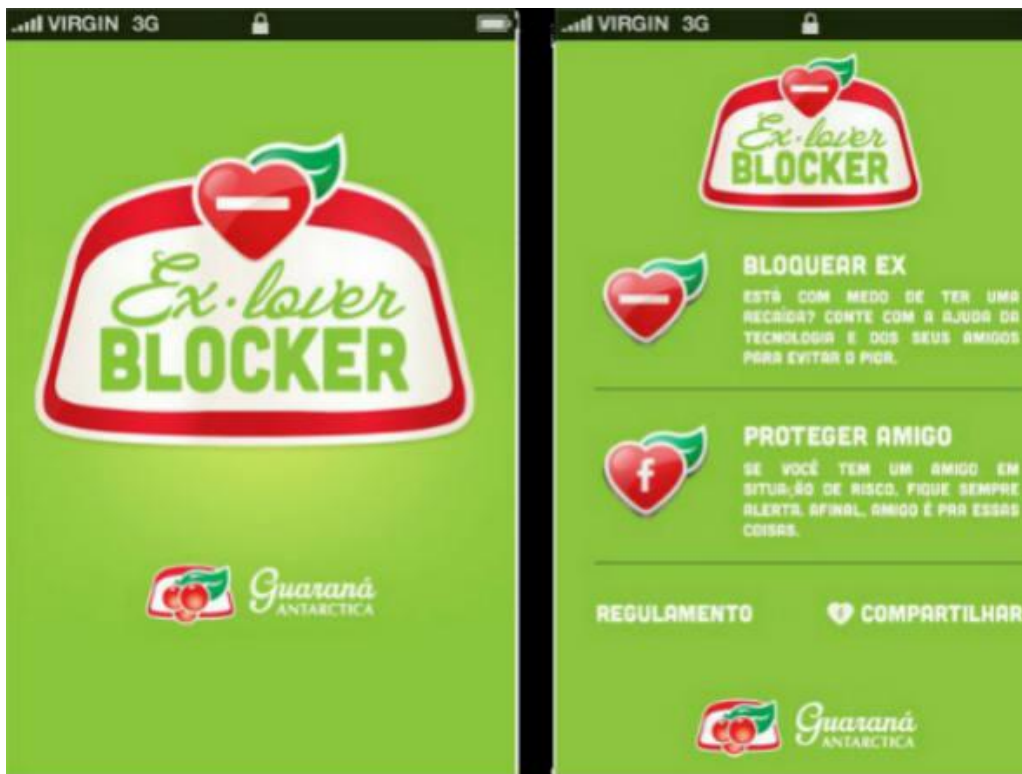 VIRGIN 3G
Ex·lover
BLOCKER
Guaraná
ANTARCTICA
VIRGIN 3G
Ex·lover
BLOCKER
BLOQUEAR EX
ESTÁ COM MEDO DE TER UMA
RECAÍDA? CONTE COM A AJUDA DA
TECNOLOGIA E DOS SEUS AMIGOS
PARA EVITAR O PIOR.
f
PROTEGER AMIGO
SE VOCÊ TEM UM AMIGO EM
SITUAÇÃO DE RISCO, FIQUE SEMPRE
ALERTA. AFINAL, AMIGO É PRA ESSAS
COISAS.
REGULAMENTO
COMPARTILHAR
Guaraná
ANTARCTICA